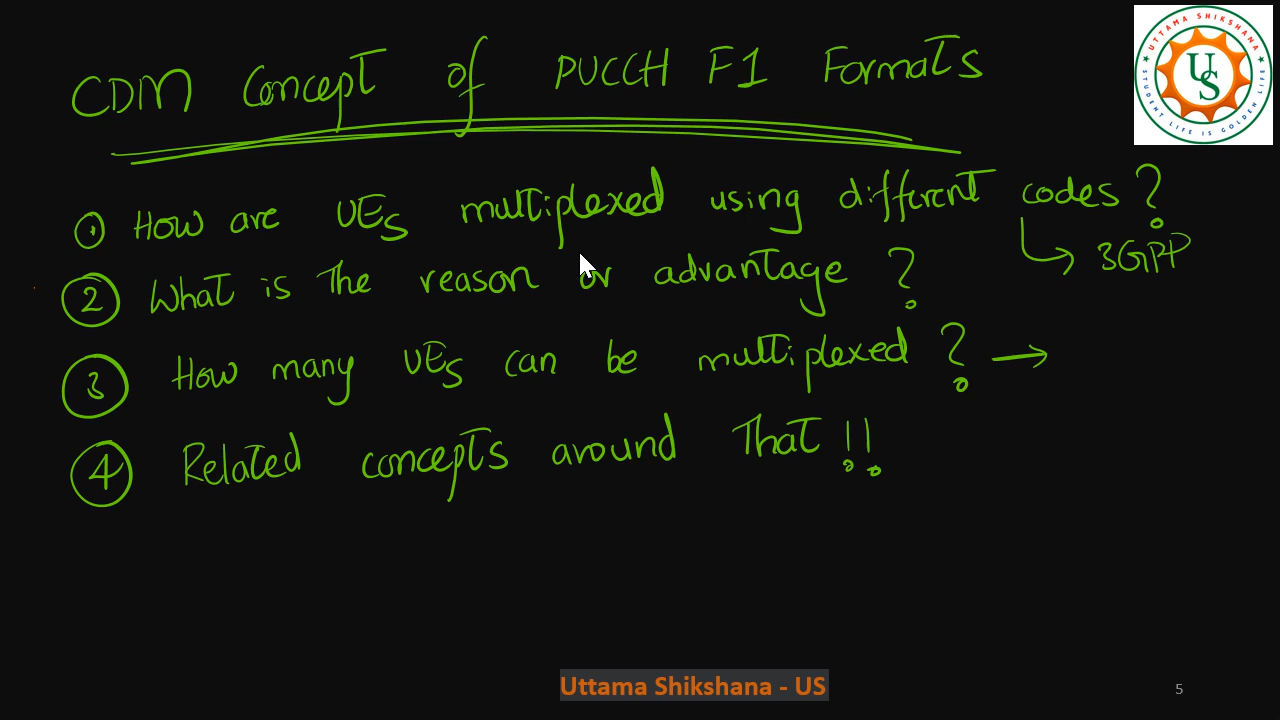 CDM Concept of PUCCH F1 Formats
UTTAMA SHIKSHANA
US
STUDENT LIFE IS GOLDEN LIFE
① How are UEs multiplexed using different codes?
↳ 3GPP
② What is the reason or advantage?
③ How many UEs can be multiplexed? →
④ Related concepts around that!!
Uttama Shikshana - US
5